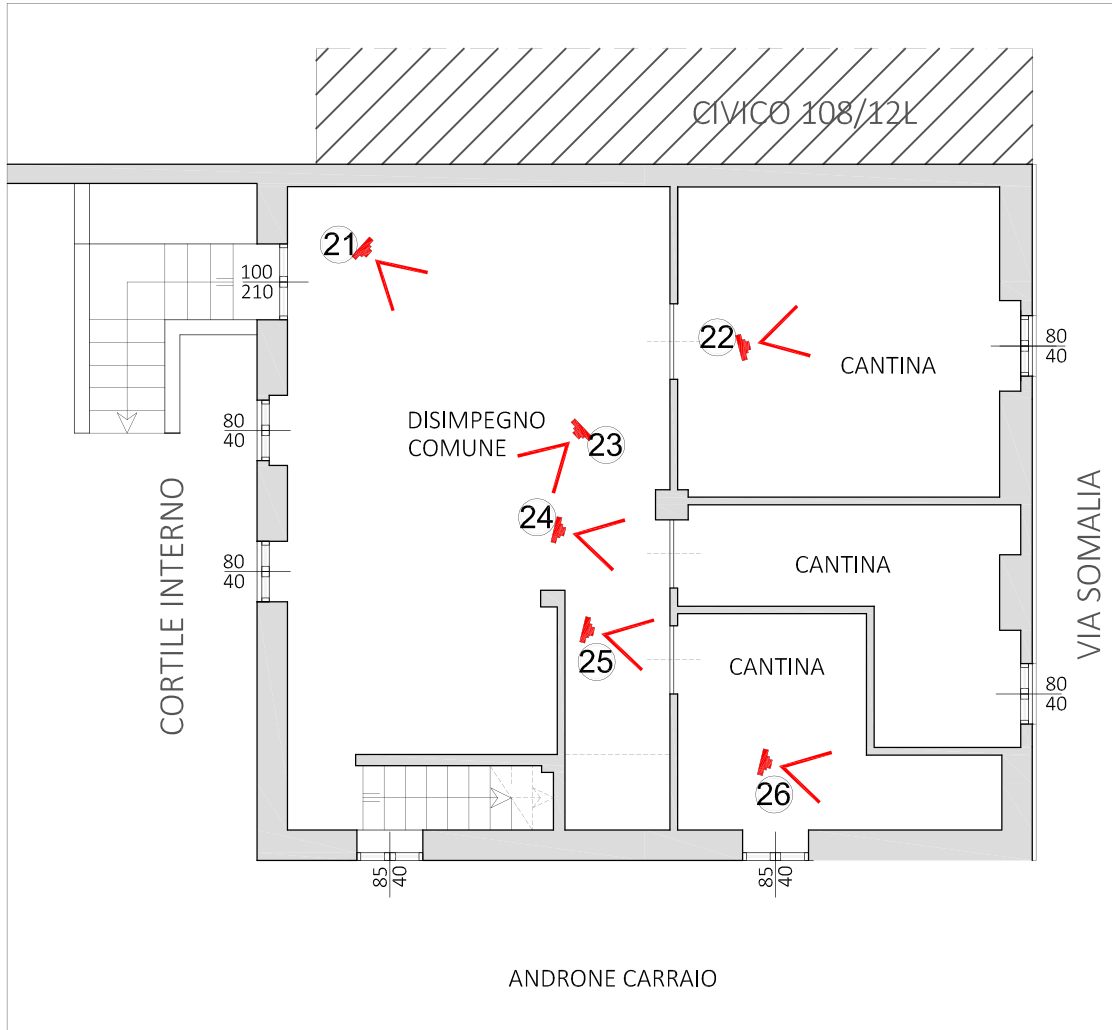 CIVICO 108/12L
21
100
210
22
80
40
CANTINA
DISIMPEGNO
COMUNE
80
40
23
CORTILE INTERNO
24
80
40
CANTINA
VIA SOMALIA
25
CANTINA
80
40
26
85
40
85
40
ANDRONE CARRAIO